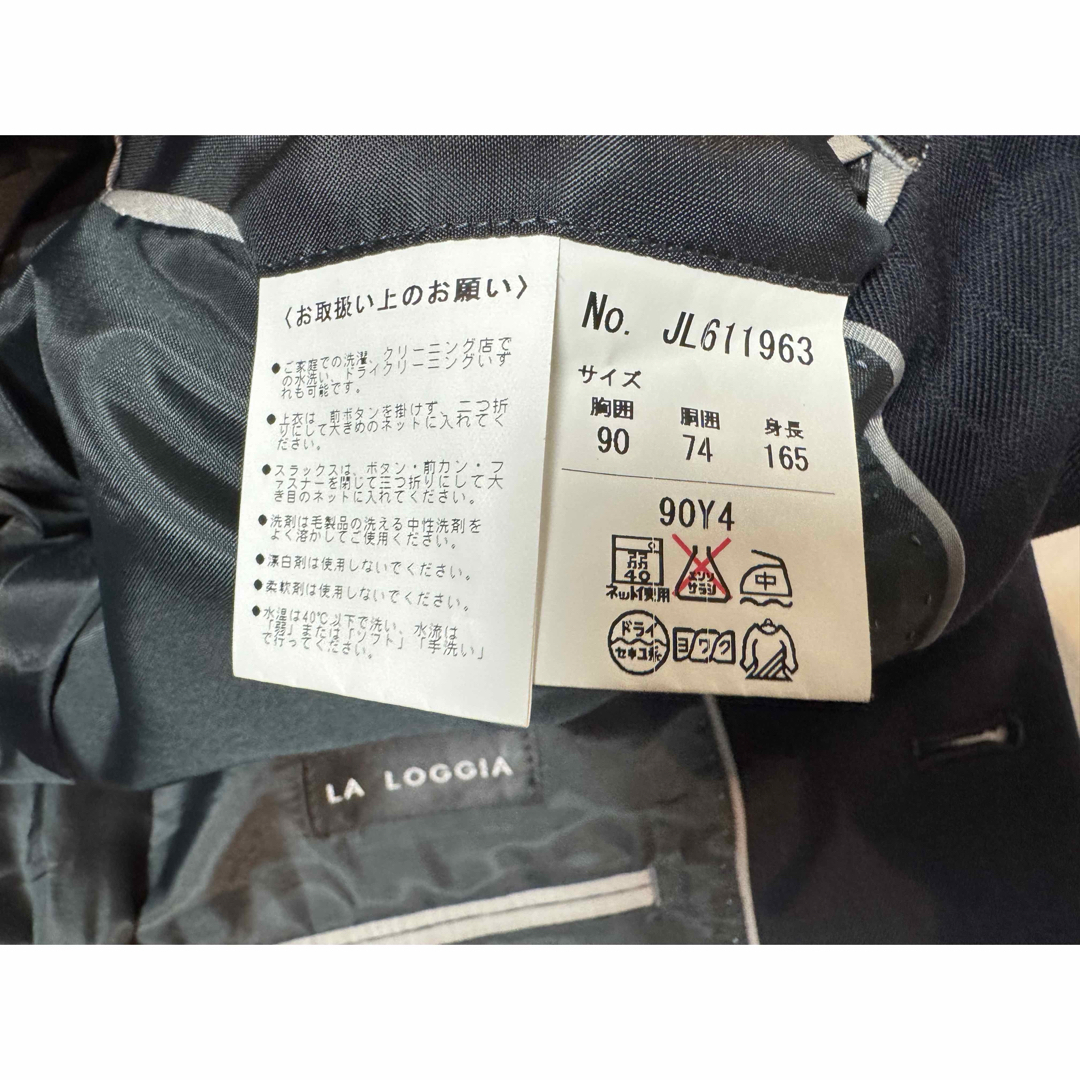 〈お取扱い上のお願い〉
●ご家庭での洗濯、クリーニング店で
の水洗い、ドライクリーニングいず
れも可能です。
●上衣は、前ボタンを掛けず、二つ折
りにして大きめのネットに入れてく
ださい。
●スラックスは、ボタン・前カン・フ
ァスナーを閉じて三つ折りにして大
き目のネットに入れてください。
●洗剤は毛製品の洗える中性洗剤を
よく溶かしてご使用ください。
●漂白剤は使用しないでください。
●柔軟剤は使用しないでください。
●水温は40℃以下で洗い、水流は
「弱」または「ソフト」「手洗い」
で行ってください。
No. JL611963
サイズ
胸囲 胴囲 身長
90 74 165
90Y4
弱
40
ネット使用
エンソ
サラシ
中
ドライ
セキユ系
ヨワク
LA LOGGIA